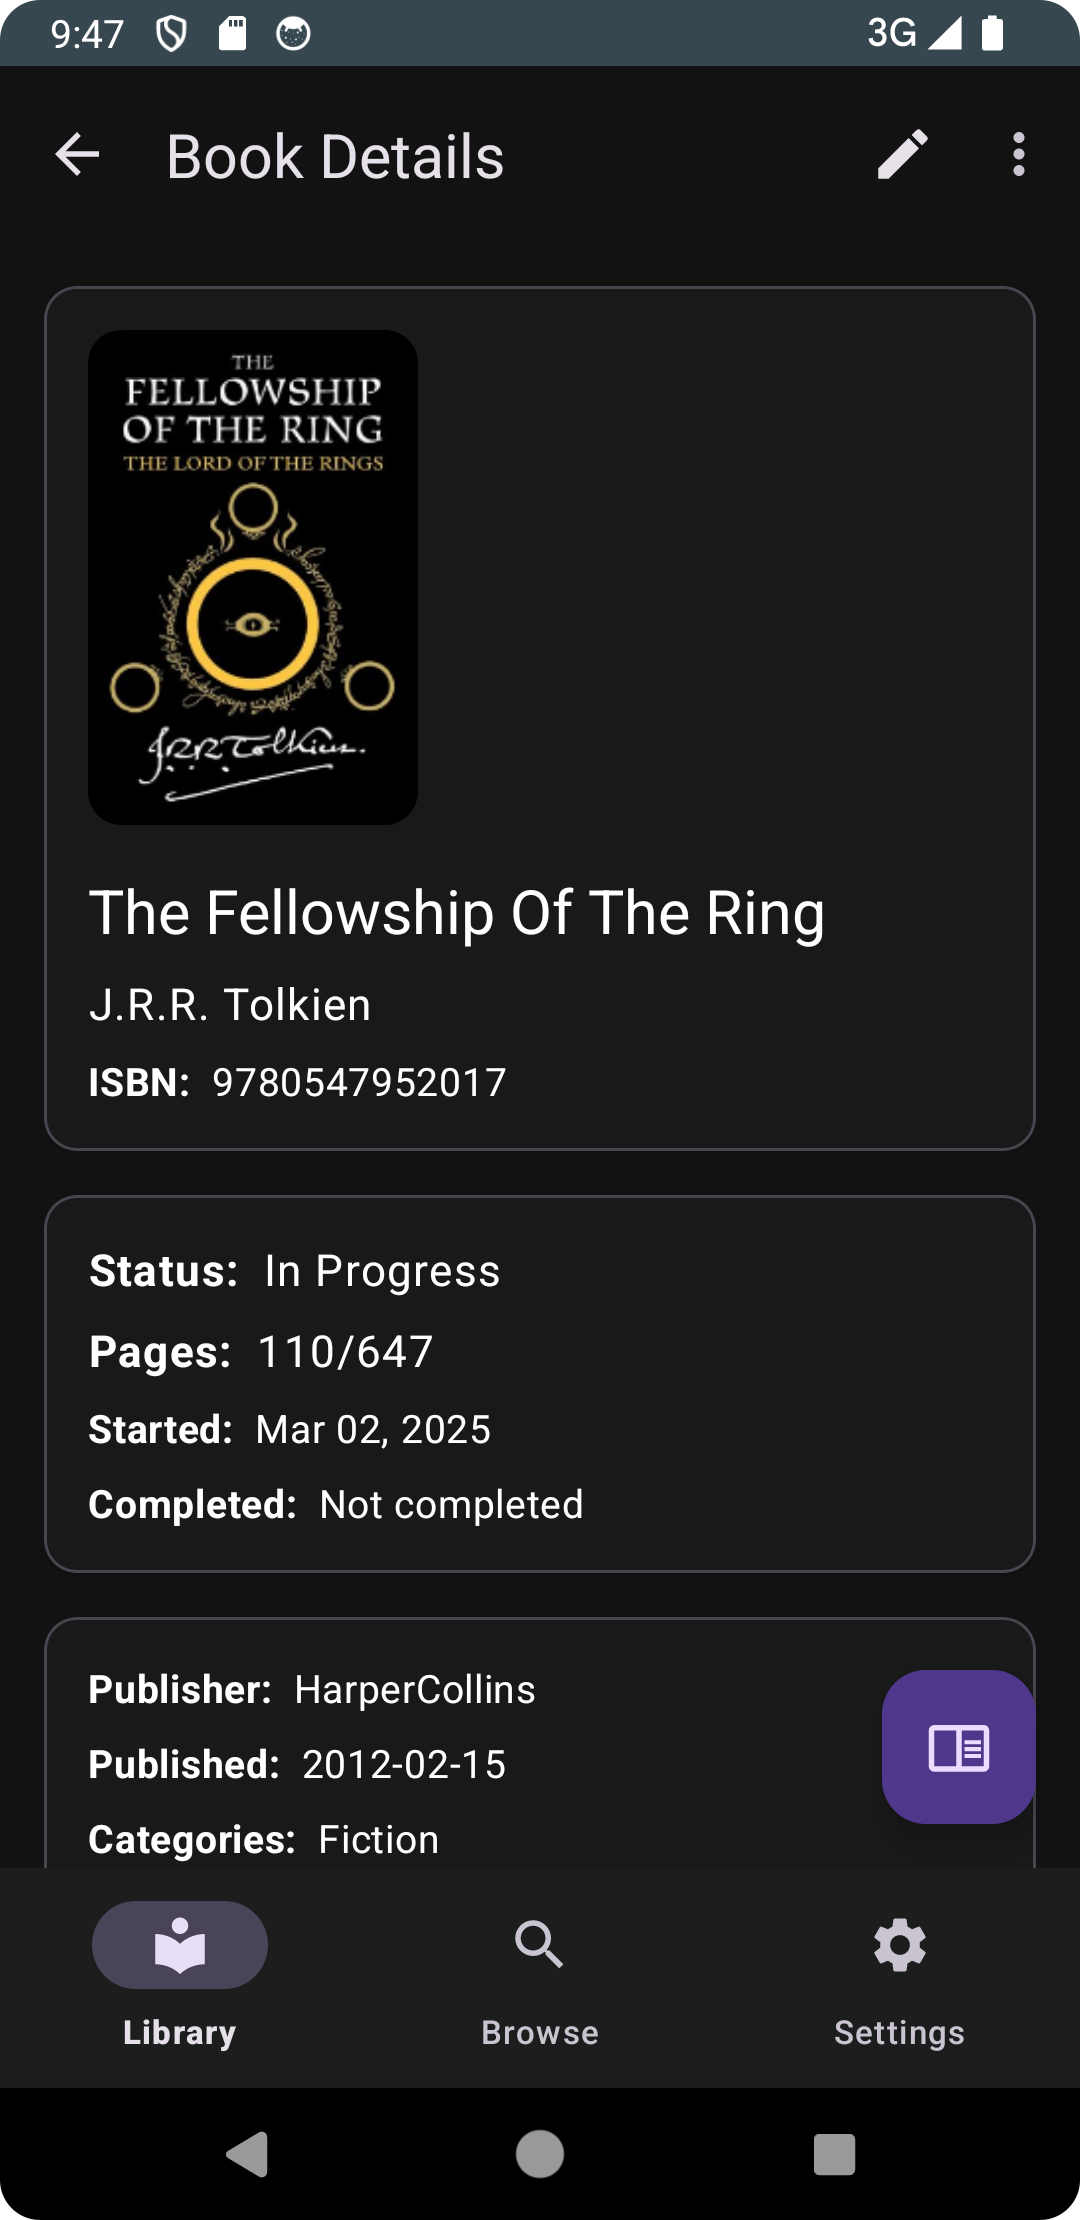 9:47
3G
Book Details
THE
FELLOWSHIP
OF THE RING
THE LORD OF THE RINGS
J.R.R. Tolkien.
The Fellowship Of The Ring
J.R.R. Tolkien
ISBN: 9780547952017
Status: In Progress
Pages: 110/647
Started: Mar 02, 2025
Completed: Not completed
Publisher: HarperCollins
Published: 2012-02-15
Categories: Fiction
Library
Browse
Settings